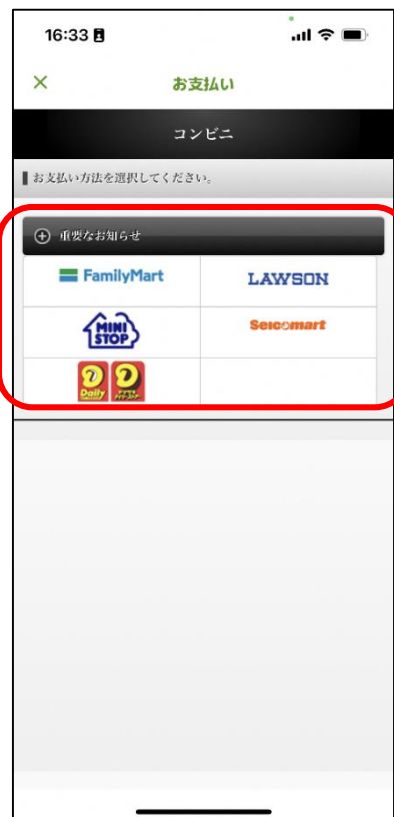 16:33
お支払い
コンビニ
お支払い方法を選択してください。
重要なお知らせ
FamilyMart
LAWSON
MINI
STOP
Seicomart
Daily